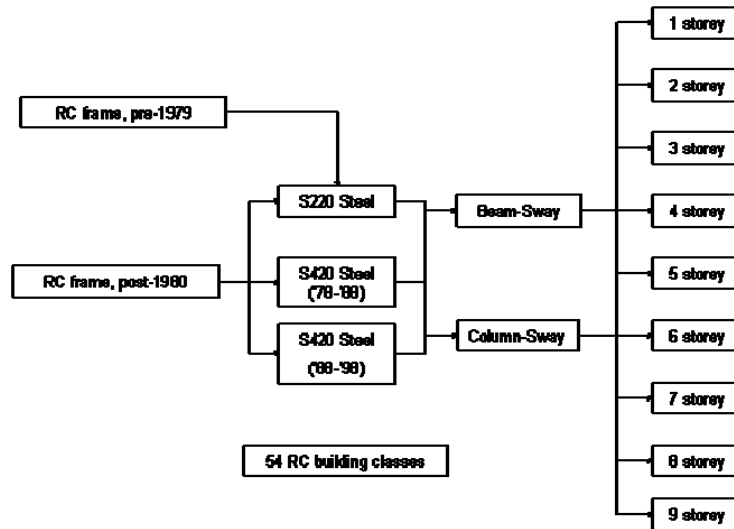 RC frame, pre-1979
RC frame, post-1980
S220 Steel
S420 Steel
('78-'88)
S420 Steel
('88-'98)
Beam-Sway
Column-Sway
1 storey
2 storey
3 storey
4 storey
5 storey
6 storey
7 storey
8 storey
9 storey
54 RC building classes